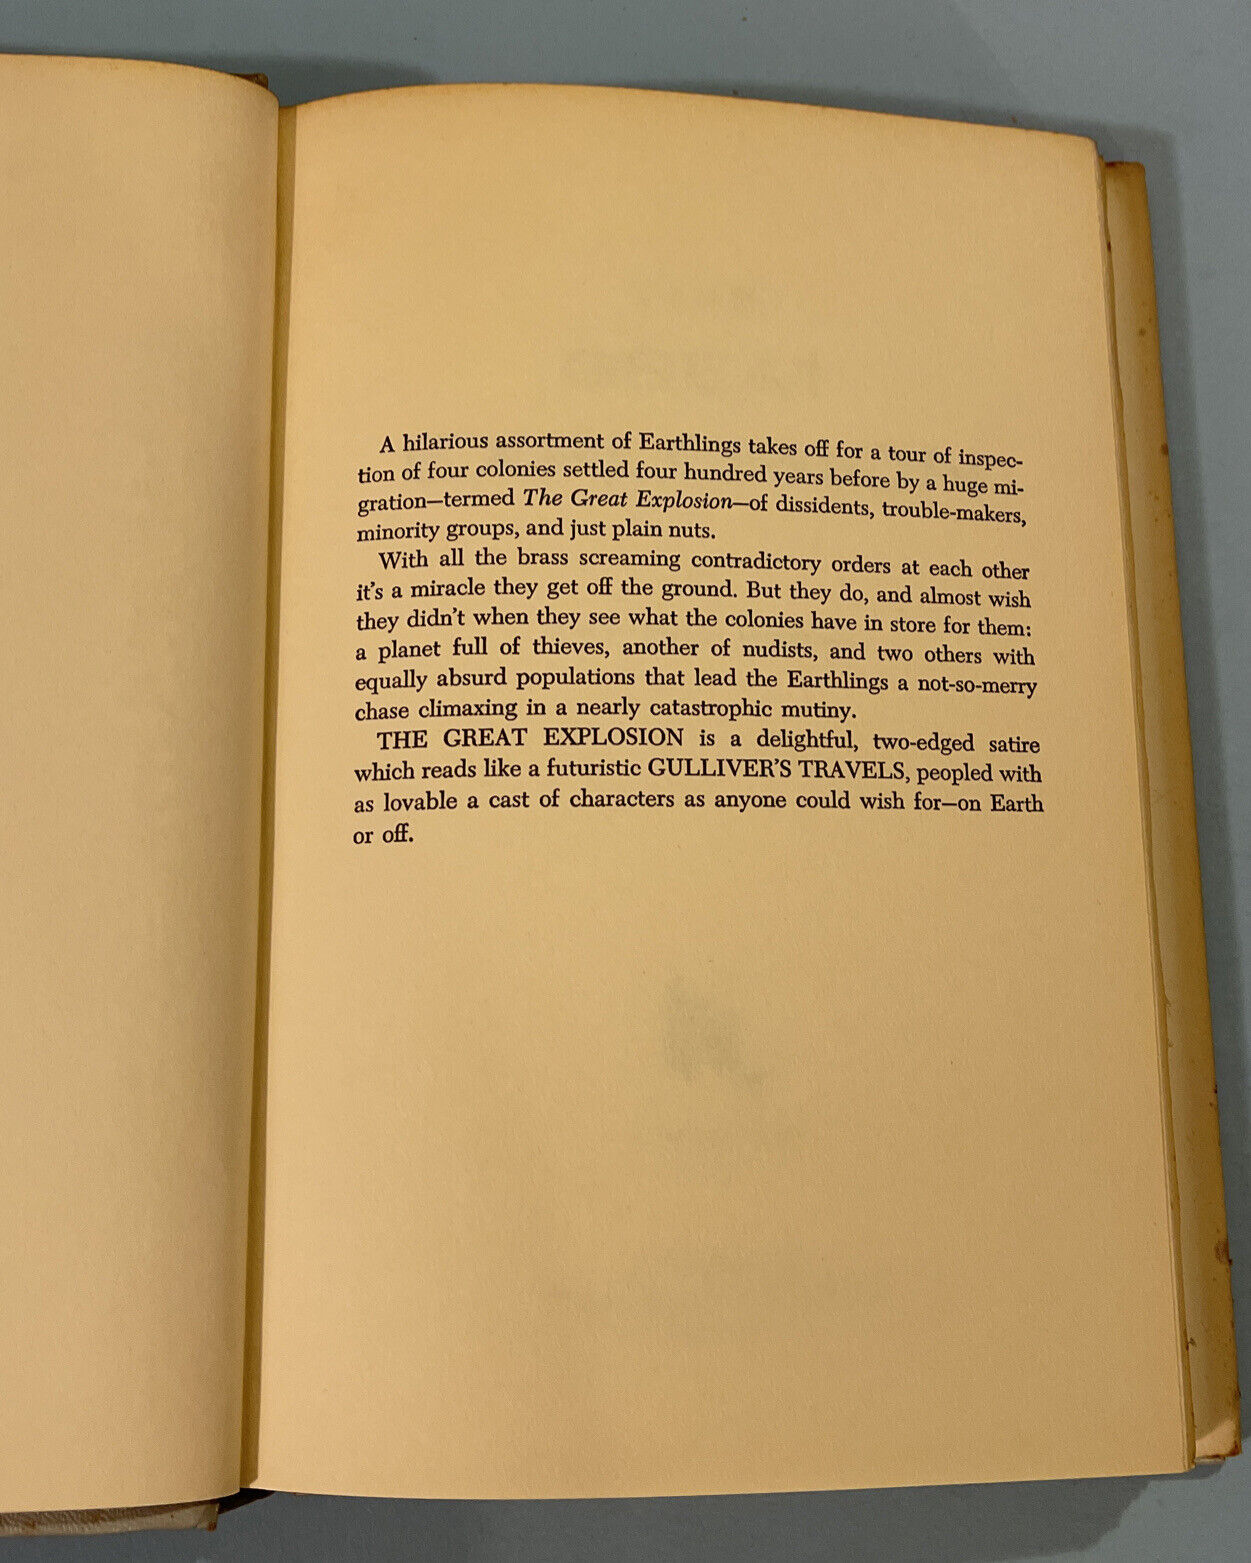 A hilarious assortment of Earthlings takes off for a tour of inspec-
tion of four colonies settled four hundred years before by a huge mi-
gration—termed The Great Explosion—of dissidents, trouble-makers,
minority groups, and just plain nuts.
With all the brass screaming contradictory orders at each other
it's a miracle they get off the ground. But they do, and almost wish
they didn't when they see what the colonies have in store for them:
a planet full of thieves, another of nudists, and two others with
equally absurd populations that lead the Earthlings a not-so-merry
chase climaxing in a nearly catastrophic mutiny.
THE GREAT EXPLOSION is a delightful, two-edged satire
which reads like a futuristic GULLIVER'S TRAVELS, peopled with
as lovable a cast of characters as anyone could wish for—on Earth
or off.